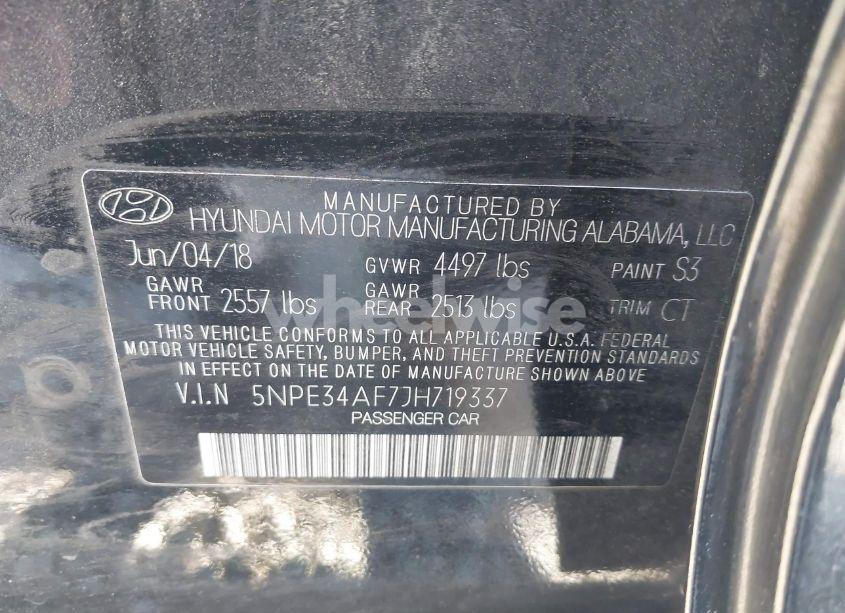 MANUFACTURED BY
HYUNDAI MOTOR MANUFACTURING ALABAMA, LLC
Jun/04/18 GVWR 4497 lbs PAINT S3
GAWR FRONT 2557 lbs GAWR REAR 2513 lbs TRIM CT
wheelwise
THIS VEHICLE CONFORMS TO ALL APPLICABLE U.S.A. FEDERAL
MOTOR VEHICLE SAFETY, BUMPER, AND THEFT PREVENTION STANDARDS
IN EFFECT ON THE DATE OF MANUFACTURE SHOWN ABOVE
V.I.N 5NPE34AF7JH719337
PASSENGER CAR